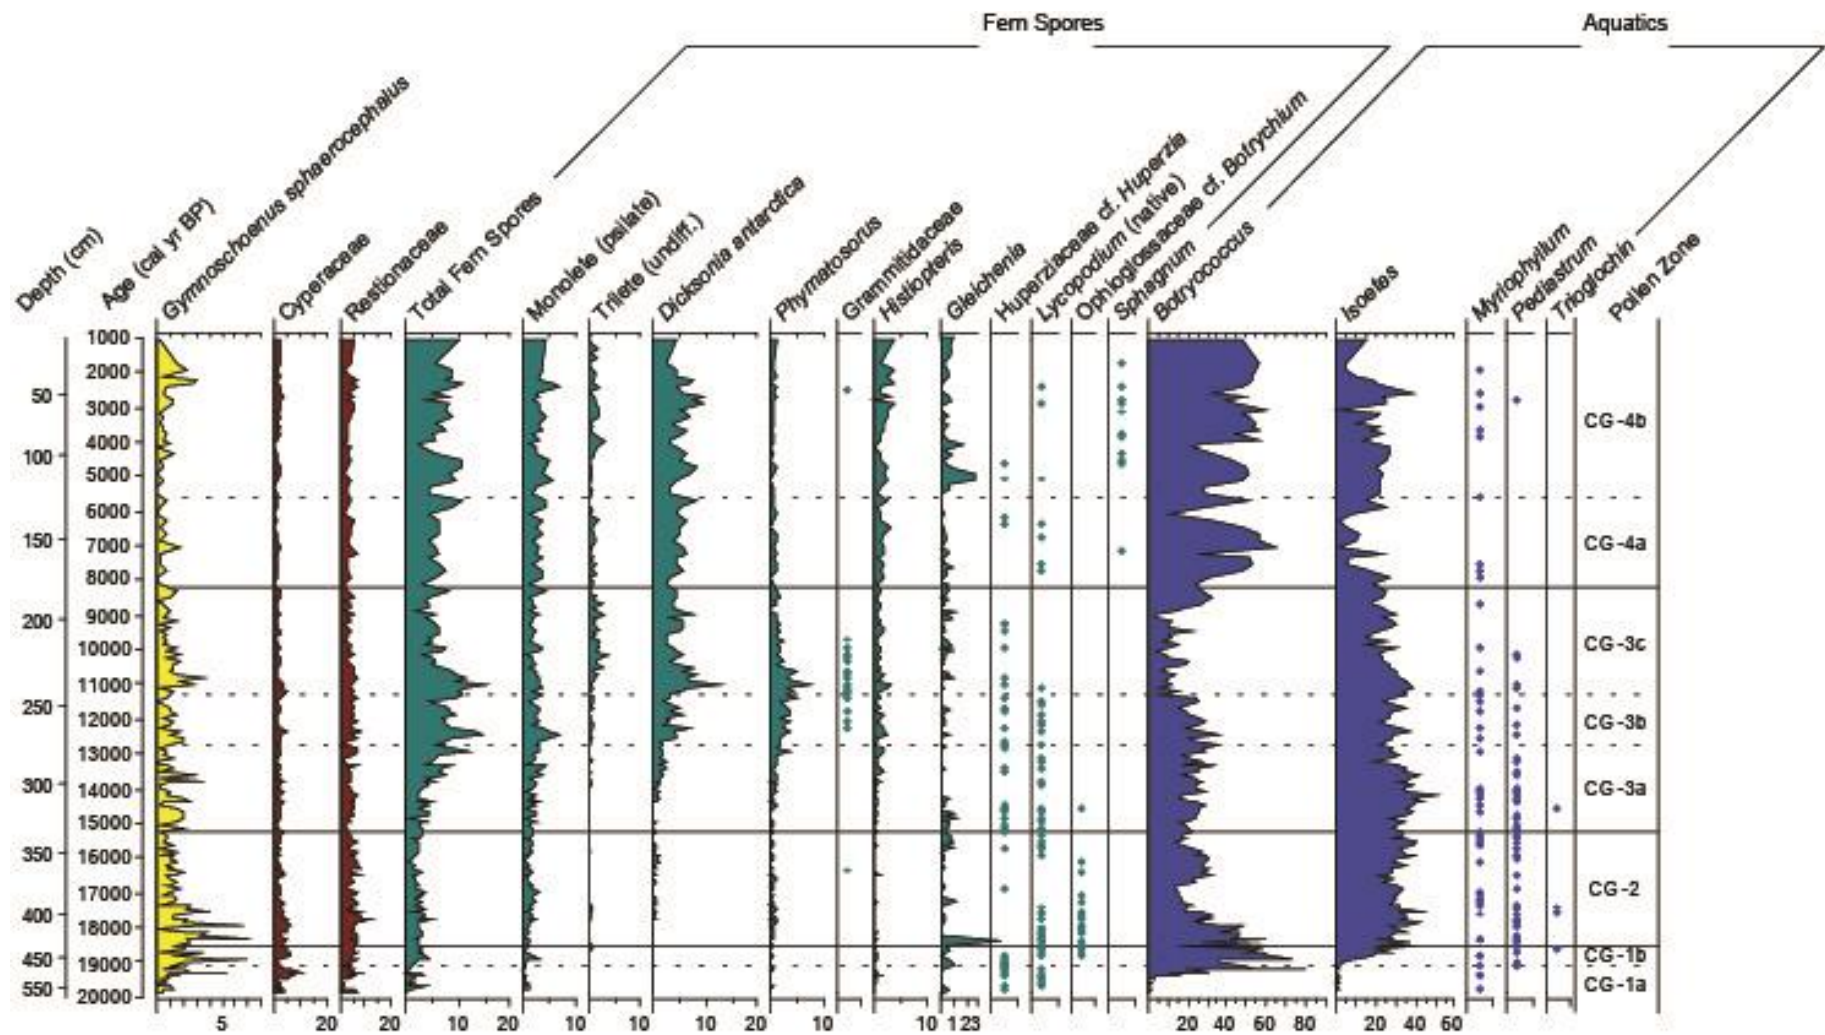 Fern Spores
Aquatics
Depth (cm)
Age (cal yr BP)
Gymnoschoenus sphaerocephalus
Cyperaceae
Restionaceae
Total Fern Spores
Monolete (psilate)
Trilete (undiff.)
Dicksonia antarctica
Phymatosorus
Grammitidaceae
Histiopteris
Gleichenia
Huperziaceae cf. Huperzia
Lycopodium (native)
Ophioglossaceae cf. Botrychium
Sphagnum
Botryococcus
Isoetes
Myriophyllum
Pediastrum
Trioglochin
Pollen Zone
50
100
150
200
250
300
350
400
450
550
1000
2000
3000
4000
5000
6000
7000
8000
9000
10000
11000
12000
13000
14000
15000
16000
17000
18000
19000
20000
CG-4b
CG-4a
CG-3c
CG-3b
CG-3a
CG-2
CG-1b
CG-1a
5 20 20 10 20 10 10 10 20 10 10 1 2 3 20 40 60 80 20 40 60